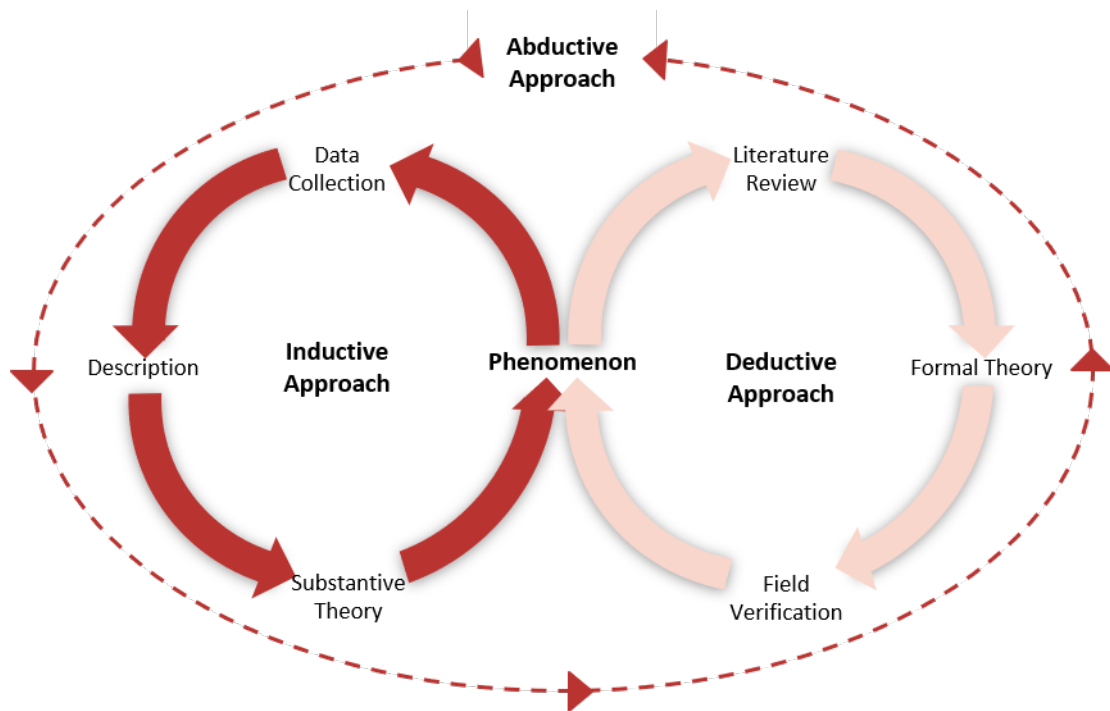 Abductive
Approach
Data
Collection
Literature
Review
Description
Inductive
Approach
Phenomenon
Deductive
Approach
Formal Theory
Substantive
Theory
Field
Verification